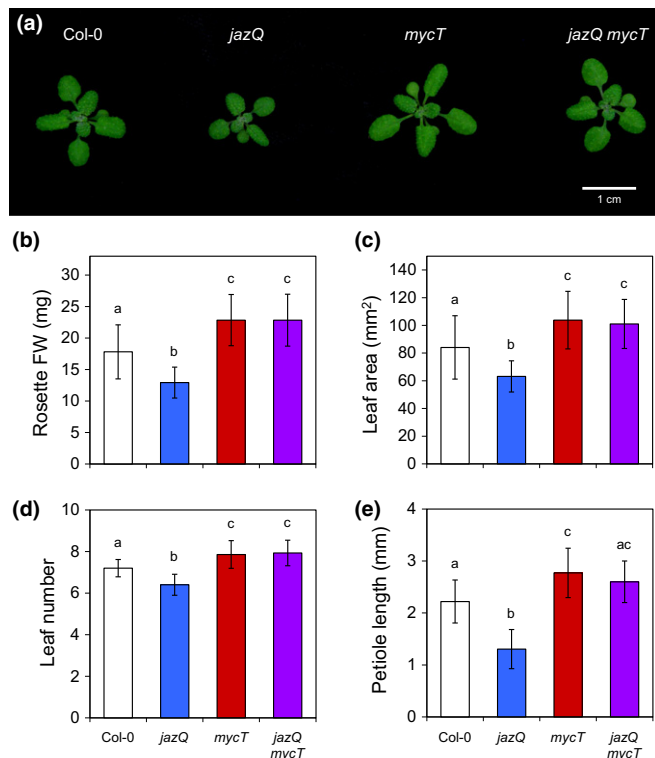 (a) Col-0 jazQ mycT jazQ mycT
1 cm
(b)
Rosette FW (mg)
30
25
20
15
10
5
0
a
b
c
c
(c)
Leaf area (mm²)
140
120
100
80
60
40
20
0
a
b
c
c
(d)
Leaf number
10
8
6
4
2
0
a
b
c
c
Col-0
jazQ
mycT
jazQ
mycT
(e)
Petiole length (mm)
4
3
2
1
0
a
b
c
ac
Col-0
jazQ
mycT
jazQ
mycT